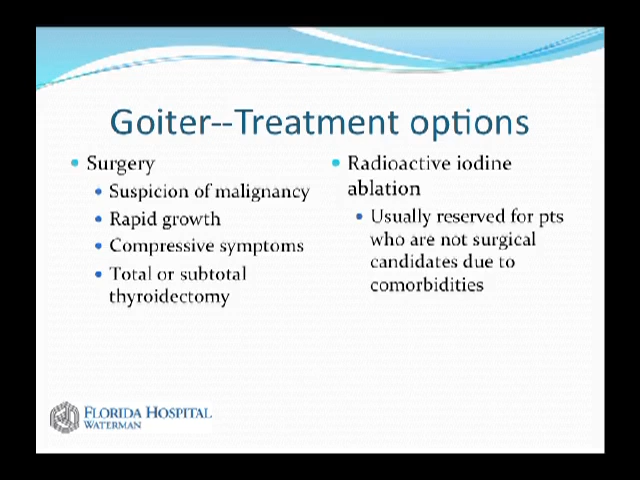 Goiter--Treatment options
Surgery
Suspicion of malignancy
Rapid growth
Compressive symptoms
Total or subtotal
thyroidectomy
Radioactive iodine
ablation
Usually reserved for pts
who are not surgical
candidates due to
comorbidities
FLORIDA HOSPITAL
WATERMAN